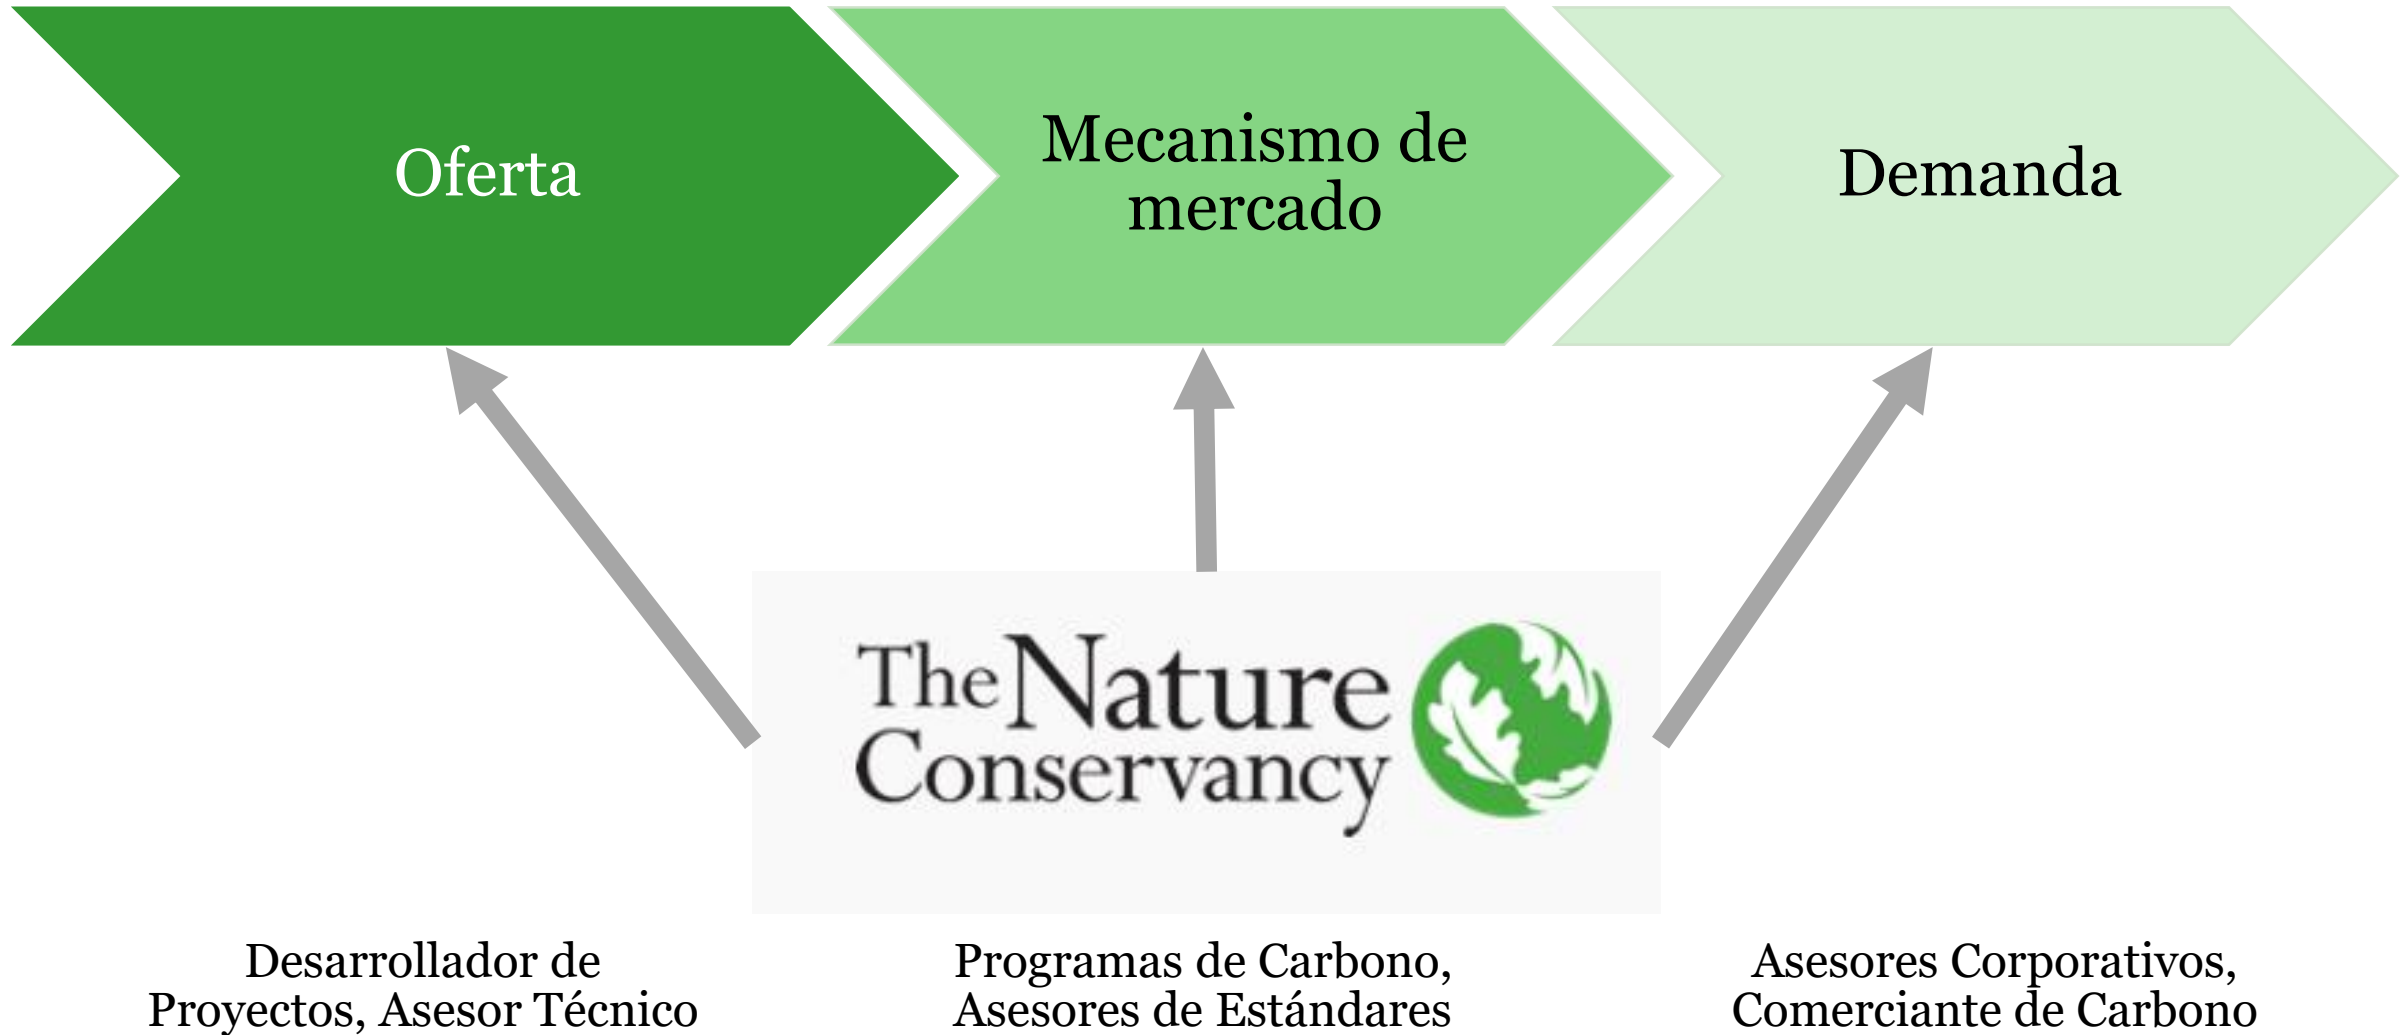 Oferta
Mecanismo de
mercado
Demanda
The Nature
Conservancy
Desarrollador de
Proyectos, Asesor Técnico
Programas de Carbono,
Asesores de Estándares
Asesores Corporativos,
Comerciante de Carbono